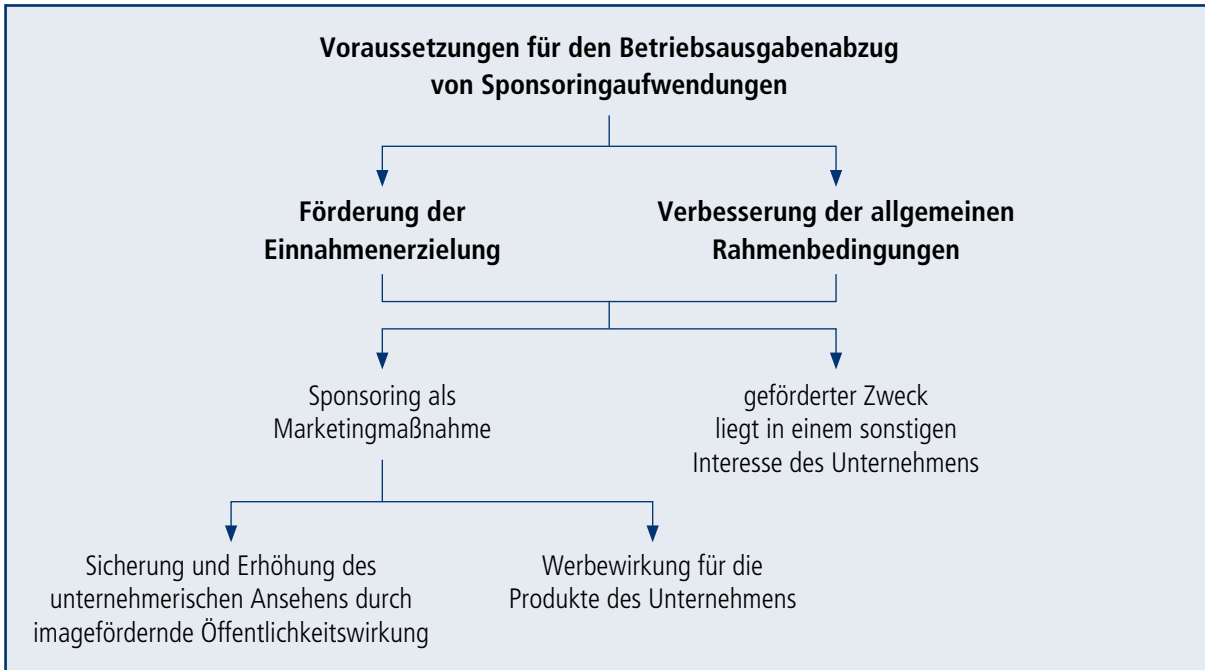 Voraussetzungen für den Betriebsausgabenabzug
von Sponsoringaufwendungen
Förderung der
Einnahmenerzielung
Verbesserung der allgemeinen
Rahmenbedingungen
Sponsoring als
Marketingmaßnahme
geförderter Zweck
liegt in einem sonstigen
Interesse des Unternehmens
Sicherung und Erhöhung des
unternehmerischen Ansehens durch
imagefördernde Öffentlichkeitswirkung
Werbewirkung für die
Produkte des Unternehmens